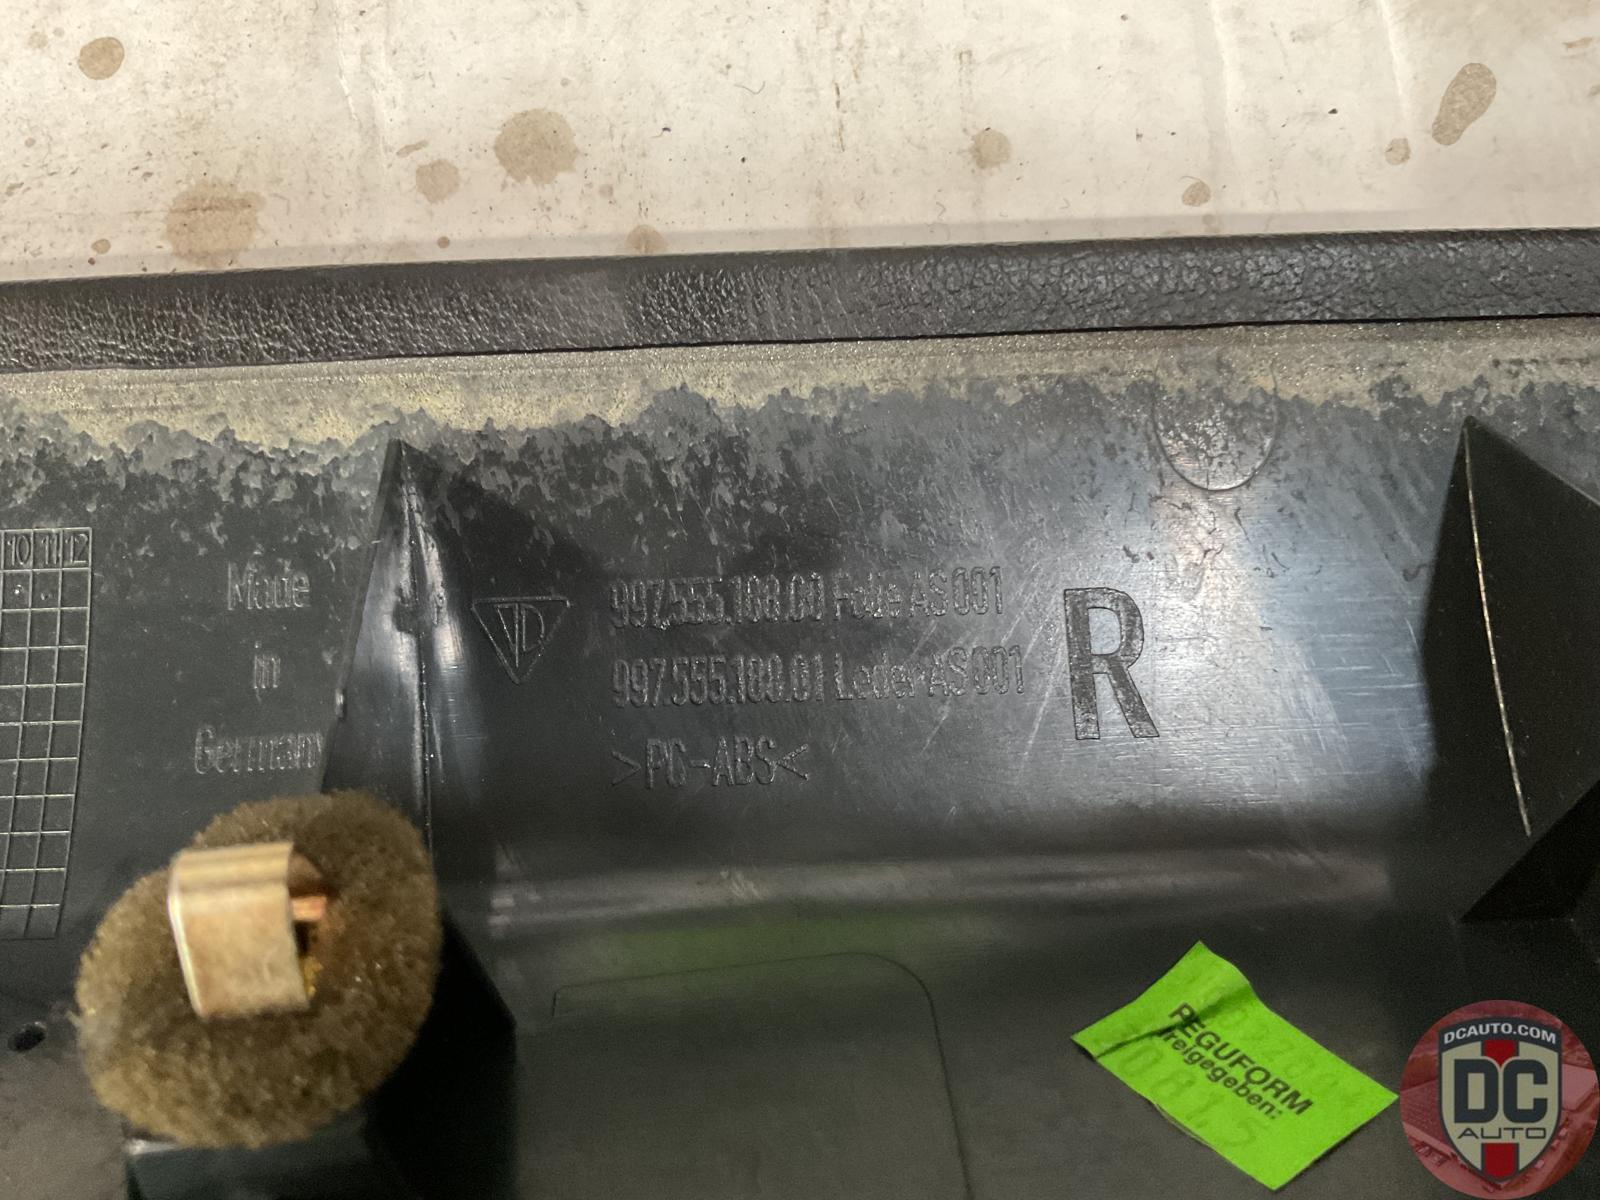 10 11 12
Made
in
Germany
997.555.188.00 Folie AS001
997.555.188.01 Leder AS001
>PC-ABS<
R
REGUFORM
freigegeben:
DCAUTO.COM
DC
AUTO